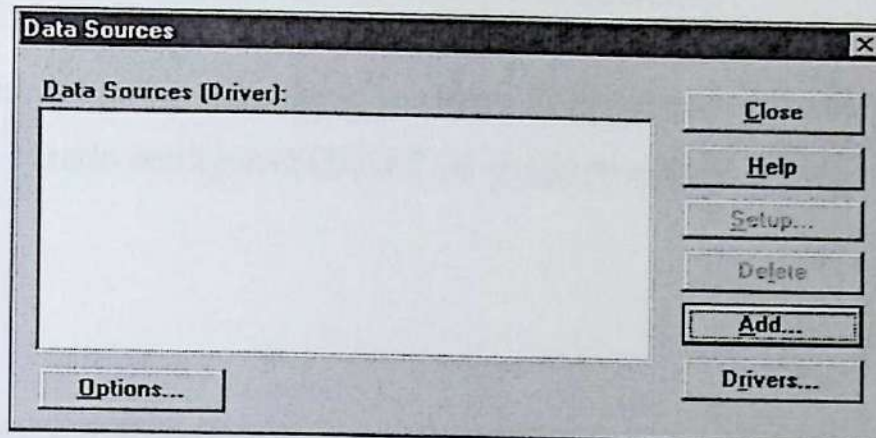 Data Sources
Data Sources (Driver):
Close
Help
Setup...
Delete
Add...
Drivers...
Options...